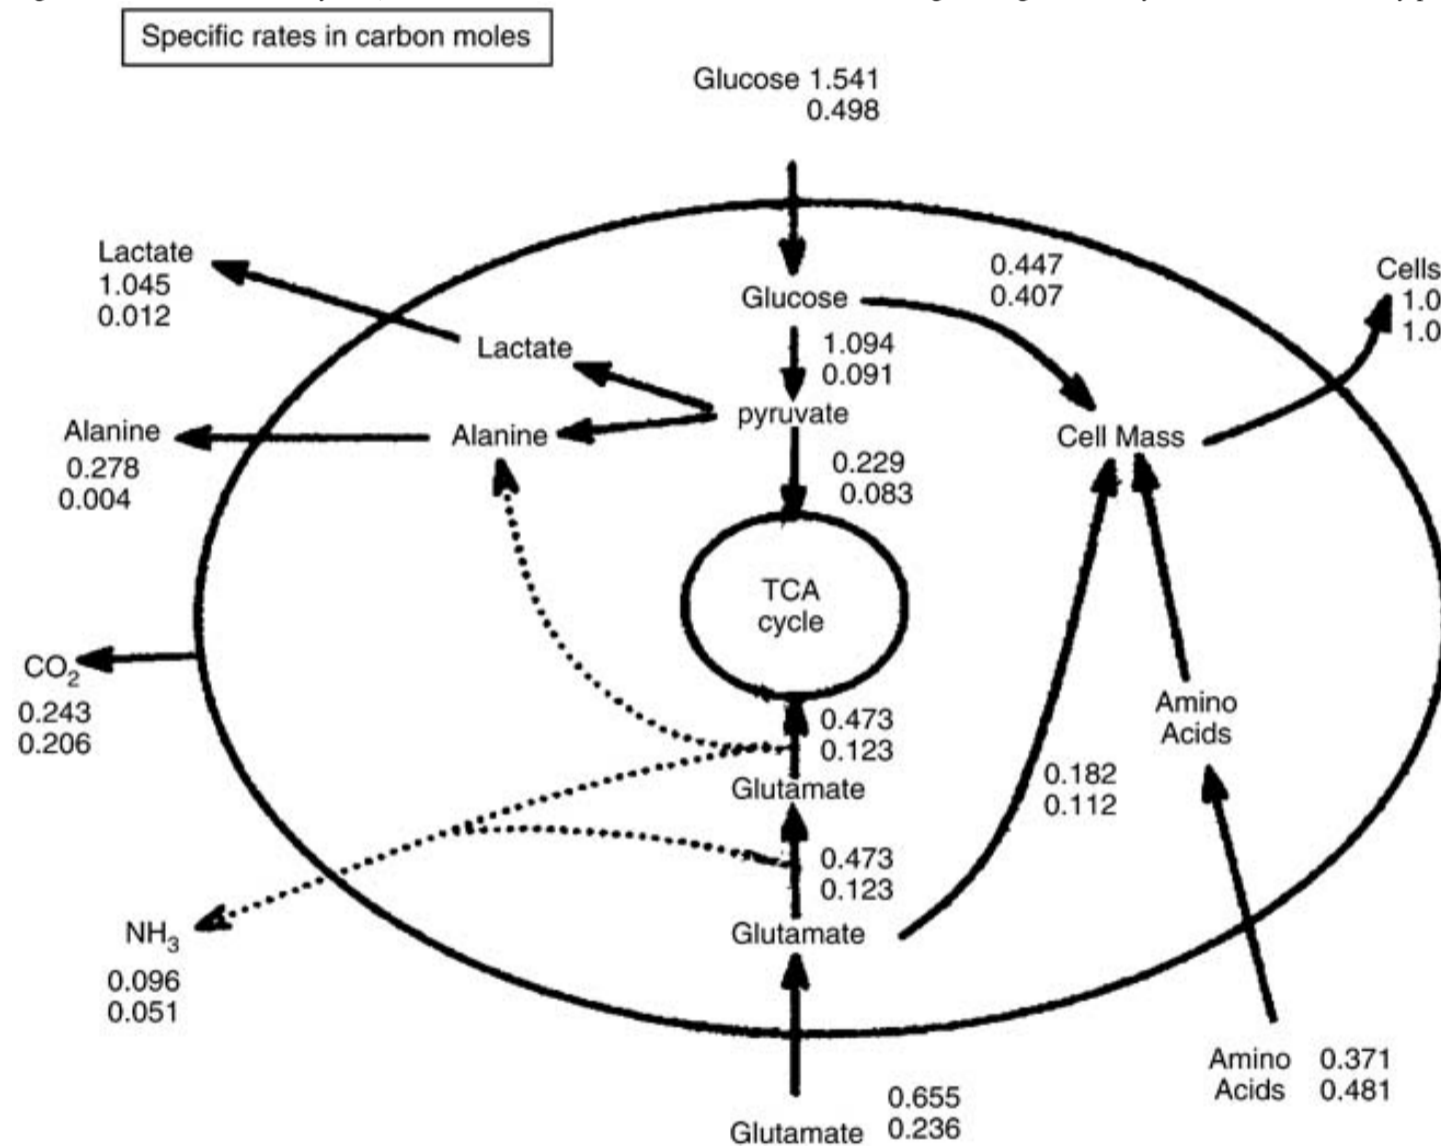 Specific rates in carbon moles
Glucose 1.541
0.498
Lactate
1.045
0.012
0.447
0.407
Cells
1.0
1.0
Glucose
Lactate
1.094
0.091
Alanine
0.278
0.004
Alanine
pyruvate
Cell Mass
0.229
0.083
TCA
cycle
CO₂
0.243
0.206
0.473
0.123
Glutamate
Amino
Acids
0.182
0.112
0.473
0.123
NH₃
0.096
0.051
Glutamate
Amino 0.371
Acids 0.481
0.655
Glutamate 0.236